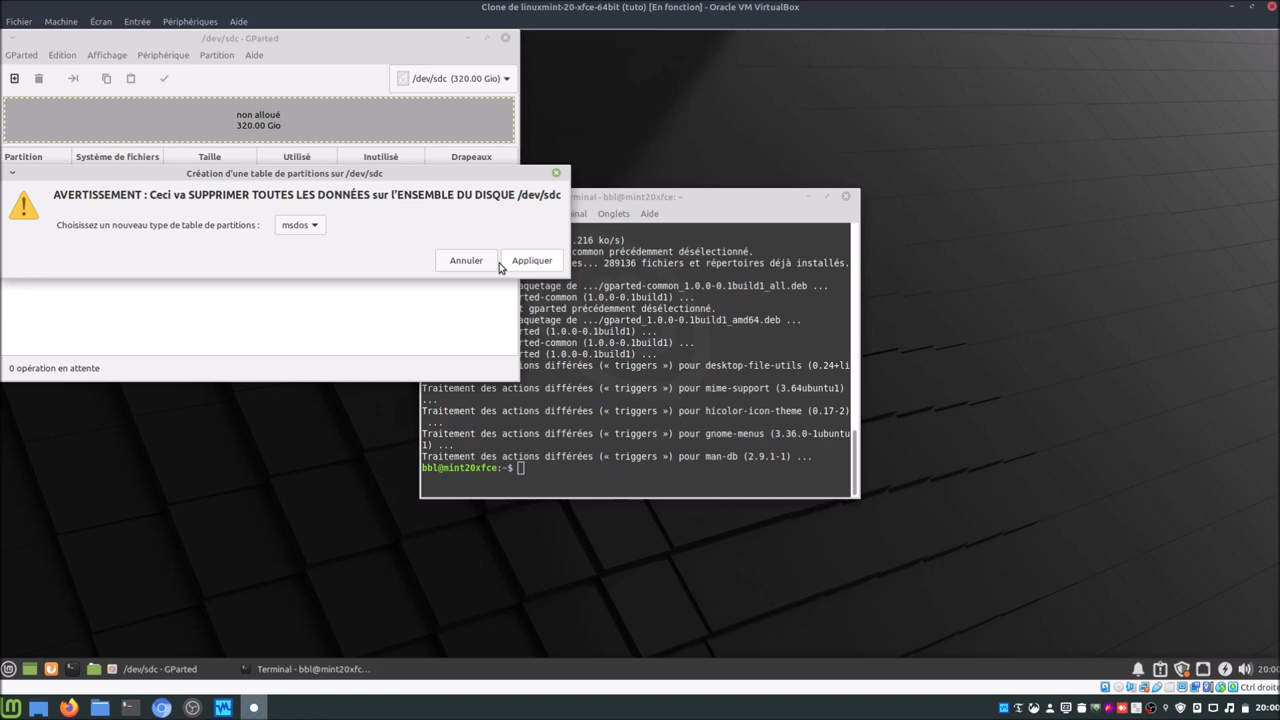 Clone de linuxmint-20-xfce-64bit (tuto) [En fonction] - Oracle VM VirtualBox
Fichier Machine Écran Entrée Périphériques Aide
/dev/sdc - GParted
GParted Édition Affichage Périphérique Partition Aide
/dev/sdc (320.00 Gio)
non alloué
320.00 Gio
Partition Système de fichiers Taille Utilisé Inutilisé Drapeaux
Création d'une table de partitions sur /dev/sdc
AVERTISSEMENT : Ceci va SUPPRIMER TOUTES LES DONNÉES sur l'ENSEMBLE DU DISQUE /dev/sdc
Choisissez un nouveau type de table de partitions : msdos
Annuler Appliquer
0 opération en attente
minal - bbl@mint20xfce: ~
inal Onglets Aide
.216 ko/s)
ommon précédemment désélectionné.
es... 289136 fichiers et répertoires déjà installés.
aquetage de .../gparted-common_1.0.0-0.1build1_all.deb ...
rted-common (1.0.0-0.1build1) ...
t gparted précédemment désélectionné.
aquetage de .../gparted_1.0.0-0.1build1_amd64.deb ...
rted (1.0.0-0.1build1) ...
rted-common (1.0.0-0.1build1) ...
rted (1.0.0-0.1build1) ...
ctions différées (« triggers ») pour desktop-file-utils (0.24+li
Traitement des actions différées (« triggers ») pour mime-support (3.64ubuntu1)
...
Traitement des actions différées (« triggers ») pour hicolor-icon-theme (0.17-2)
...
Traitement des actions différées (« triggers ») pour gnome-menus (3.36.0-1ubuntu
1) ...
Traitement des actions différées (« triggers ») pour man-db (2.9.1-1) ...
bbl@mint20xfce:~$
/dev/sdc - GParted Terminal - bbl@mint20xfc... 20:00
Ctrl droite
20:00